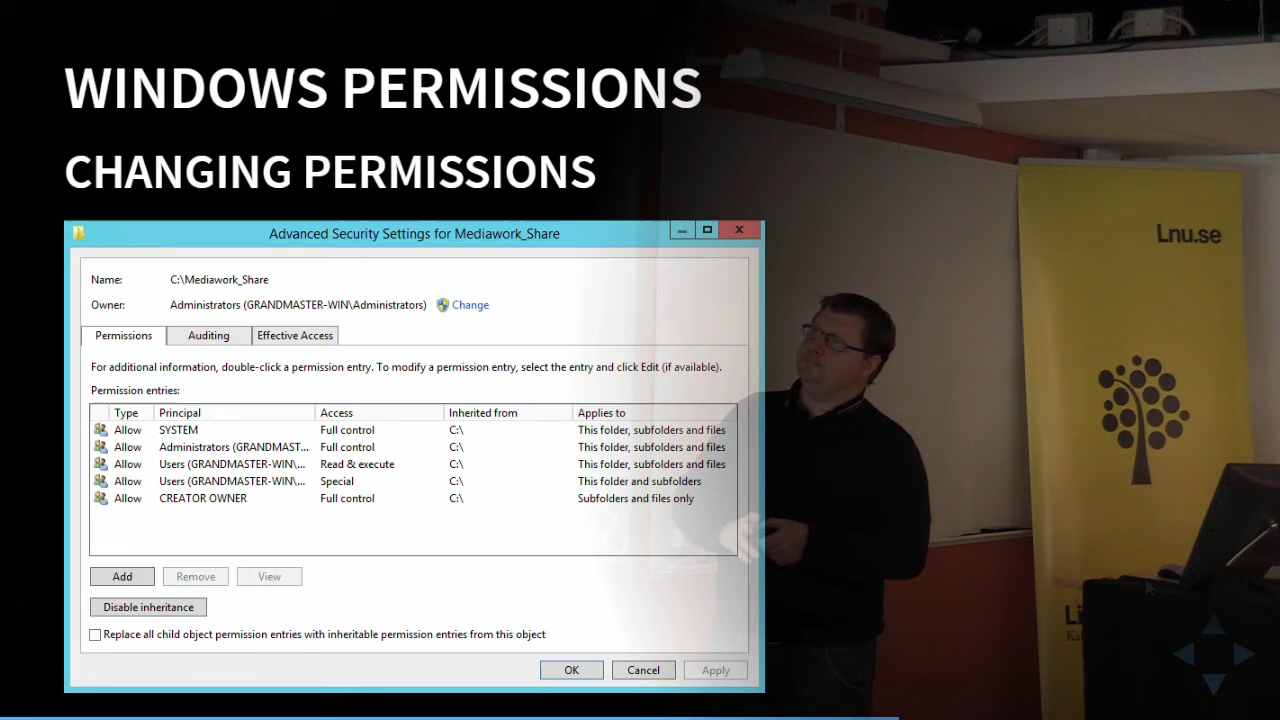 WINDOWS PERMISSIONS
CHANGING PERMISSIONS
Advanced Security Settings for Mediawork_Share
Name: C:\Mediawork_Share
Owner: Administrators (GRANDMASTER-WIN\Administrators) Change
Permissions Auditing Effective Access
For additional information, double-click a permission entry. To modify a permission entry, select the entry and click Edit (if available).
Permission entries:
Type Principal Access Inherited from Applies to
Allow SYSTEM Full control C:\ This folder, subfolders and files
Allow Administrators (GRANDMAST... Full control C:\ This folder, subfolders and files
Allow Users (GRANDMASTER-WIN\... Read & execute C:\ This folder, subfolders and files
Allow Users (GRANDMASTER-WIN\... Special C:\ This folder and subfolders
Allow CREATOR OWNER Full control C:\ Subfolders and files only
Add Remove View
Disable inheritance
Replace all child object permission entries with inheritable permission entries from this object
OK Cancel Apply
Lnu.se